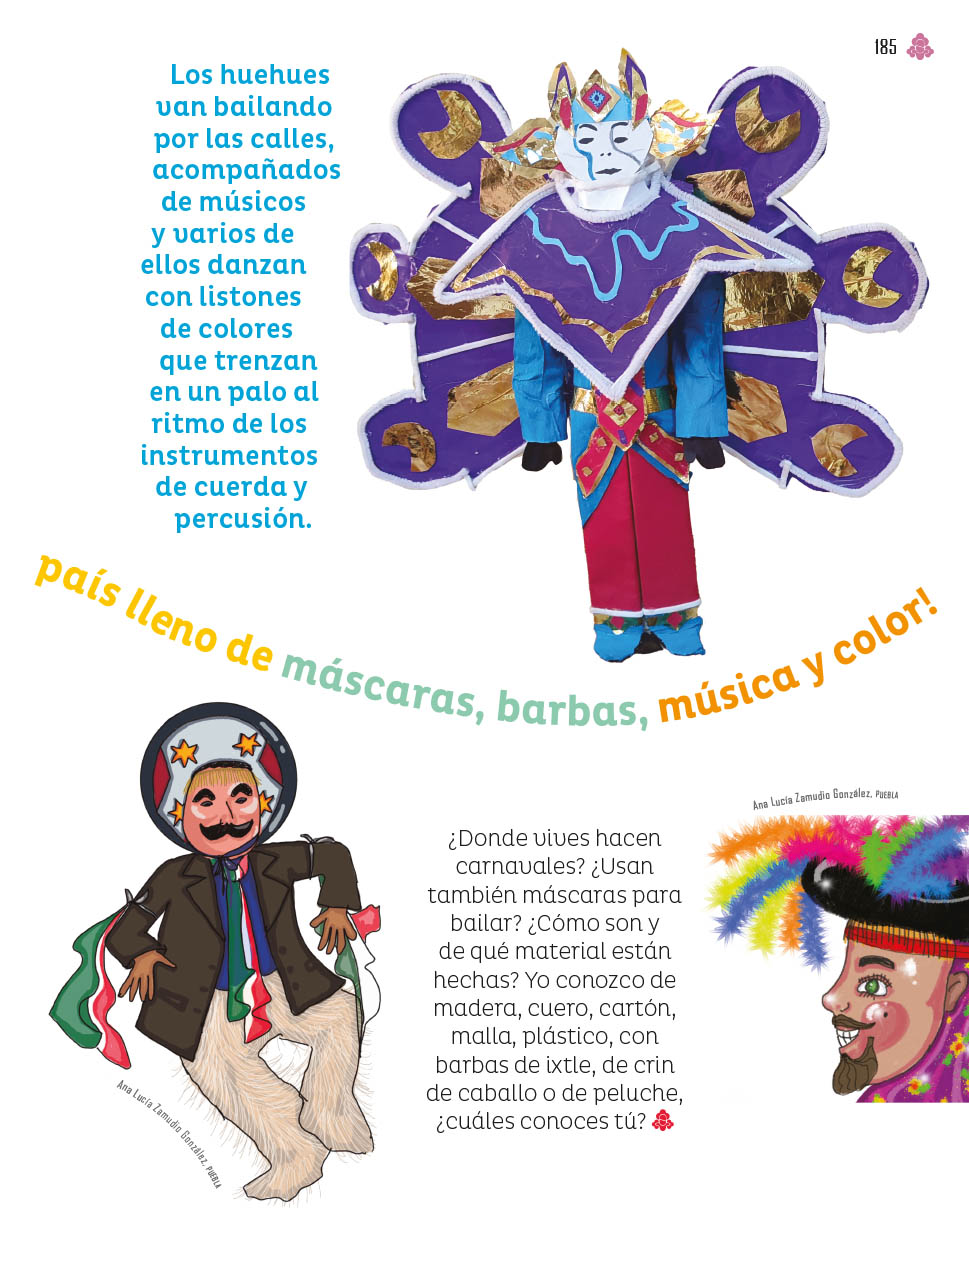 185
Los huehues
van bailando
por las calles,
acompañados
de músicos
y varios de
ellos danzan
con listones
de colores
que trenzan
en un palo al
ritmo de los
instrumentos
de cuerda y
percusión.
país lleno de máscaras, barbas, música y color!
Ana Lucía Zamudio González, PUEBLA
¿Donde vives hacen
carnavales? ¿Usan
también máscaras para
bailar? ¿Cómo son y
de qué material están
hechas? Yo conozco de
madera, cuero, cartón,
malla, plástico, con
barbas de ixtle, de crin
de caballo o de peluche,
¿cuáles conoces tú?
Ana Lucía Zamudio González, PUEBLA